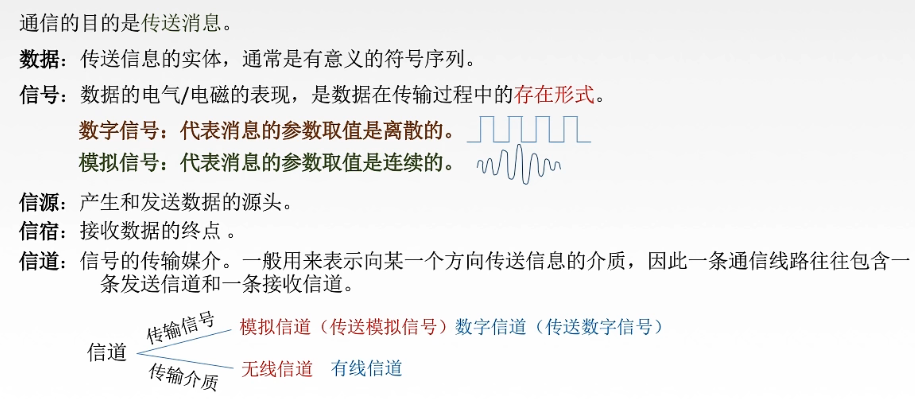 通信的目的是传送消息。
数据：传送信息的实体，通常是有意义的符号序列。
信号：数据的电气/电磁的表现，是数据在传输过程中的存在形式。
数字信号：代表消息的参数取值是离散的。
模拟信号：代表消息的参数取值是连续的。
信源：产生和发送数据的源头。
信宿：接收数据的终点 。
信道：信号的传输媒介。一般用来表示向某一个方向传送信息的介质，因此一条通信线路往往包含一
条发送信道和一条接收信道。
传输信号
模拟信道（传送模拟信号）数字信道（传送数字信号）
信道
传输介质
无线信道 有线信道